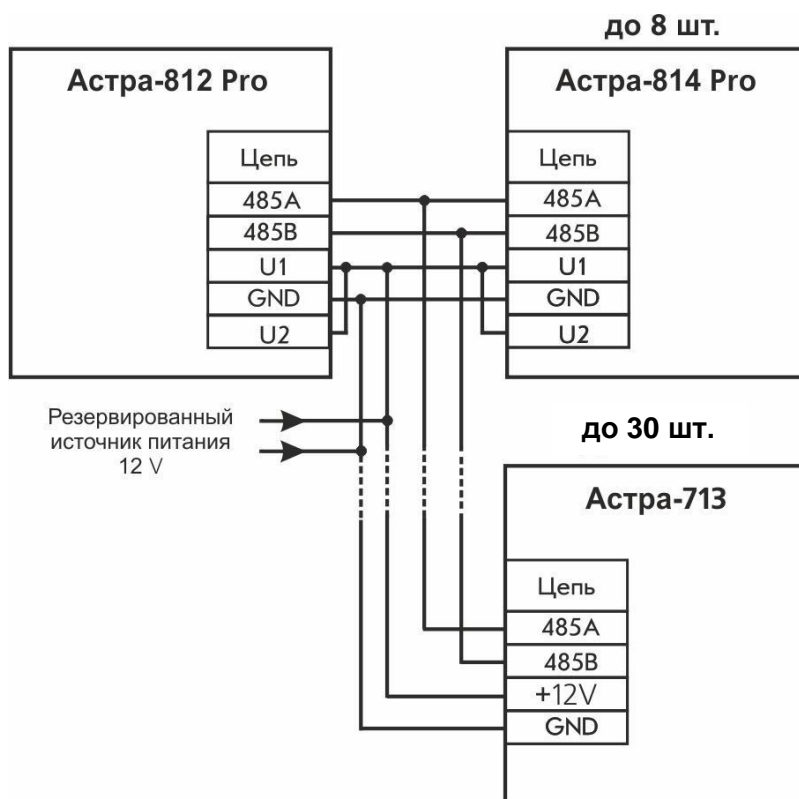 до 8 шт.
Астра-812 Pro
Цепь
485А
485В
U1
GND
U2
Астра-814 Pro
Цепь
485А
485В
U1
GND
U2
Резервированный
источник питания
12 V
до 30 шт.
Астра-713
Цепь
485А
485В
+12V
GND